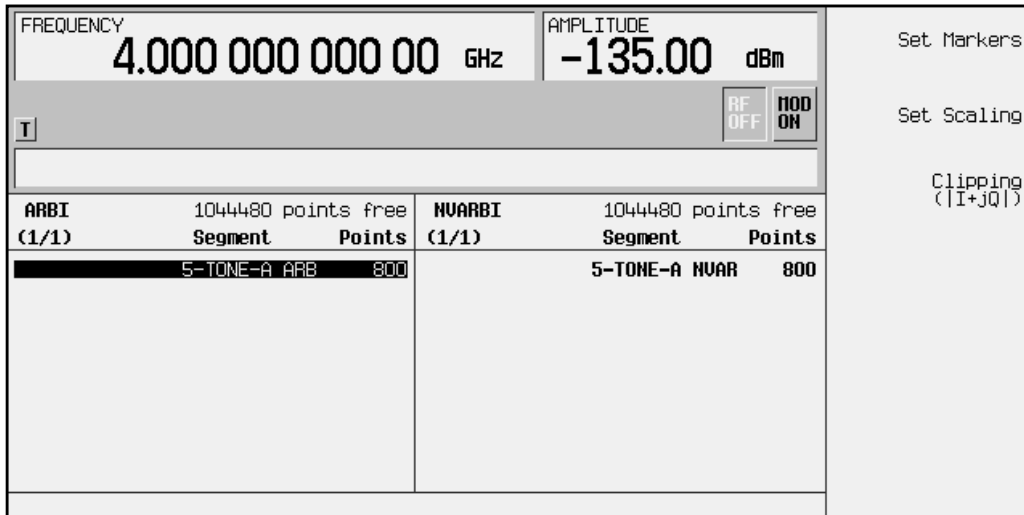 FREQUENCY
4.000 000 000 00 GHz
AMPLITUDE
-135.00 dBm
T
RF OFF
MOD ON
ARBI 1044480 points free
(1/1) Segment Points
5-TONE-A ARB 800
NVARBI 1044480 points free
(1/1) Segment Points
5-TONE-A NVAR 800
Set Markers
Set Scaling
Clipping
(|I+jQ|)